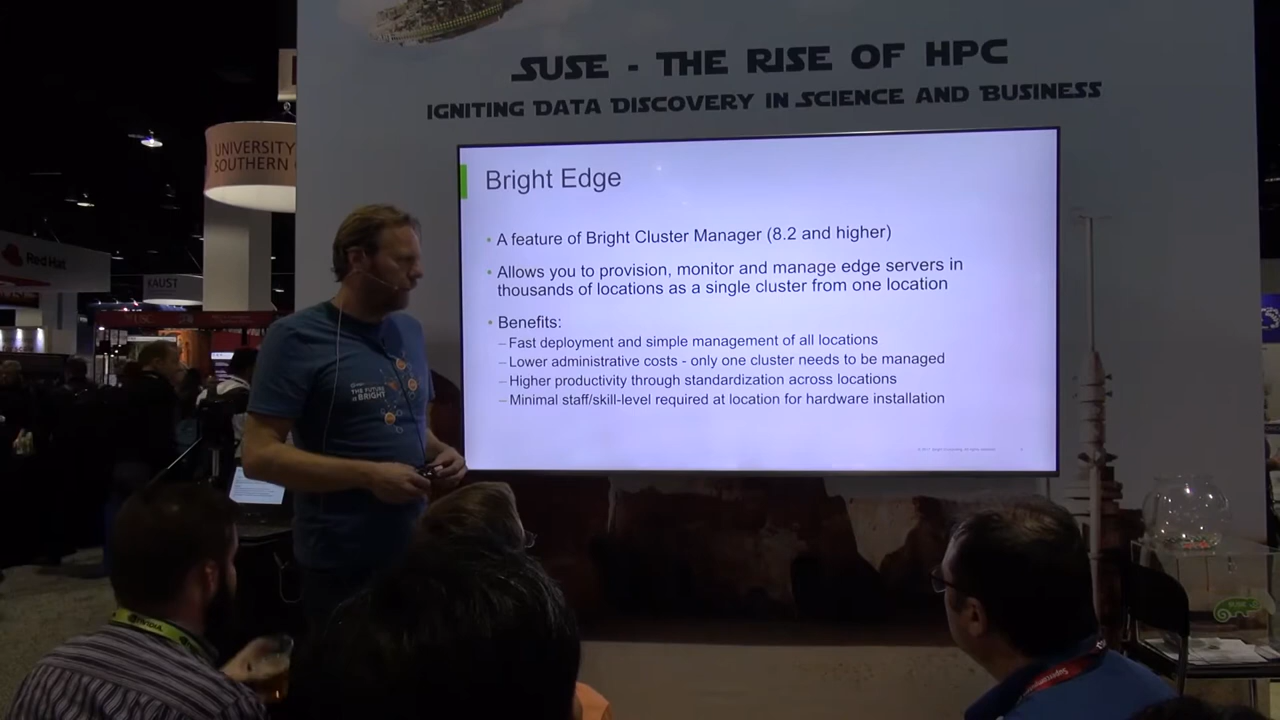 SUSE - THE RISE OF HPC
IGNITING DATA DISCOVERY IN SCIENCE AND BUSINESS
UNIVERSITY
SOUTHERN
Red Hat
KAUST
USC
Bright Edge
• A feature of Bright Cluster Manager (8.2 and higher)
• Allows you to provision, monitor and manage edge servers in
thousands of locations as a single cluster from one location
• Benefits:
– Fast deployment and simple management of all locations
– Lower administrative costs - only one cluster needs to be managed
– Higher productivity through standardization across locations
– Minimal staff/skill-level required at location for hardware installation
THE FUTURE
is BRIGHT
NVIDIA